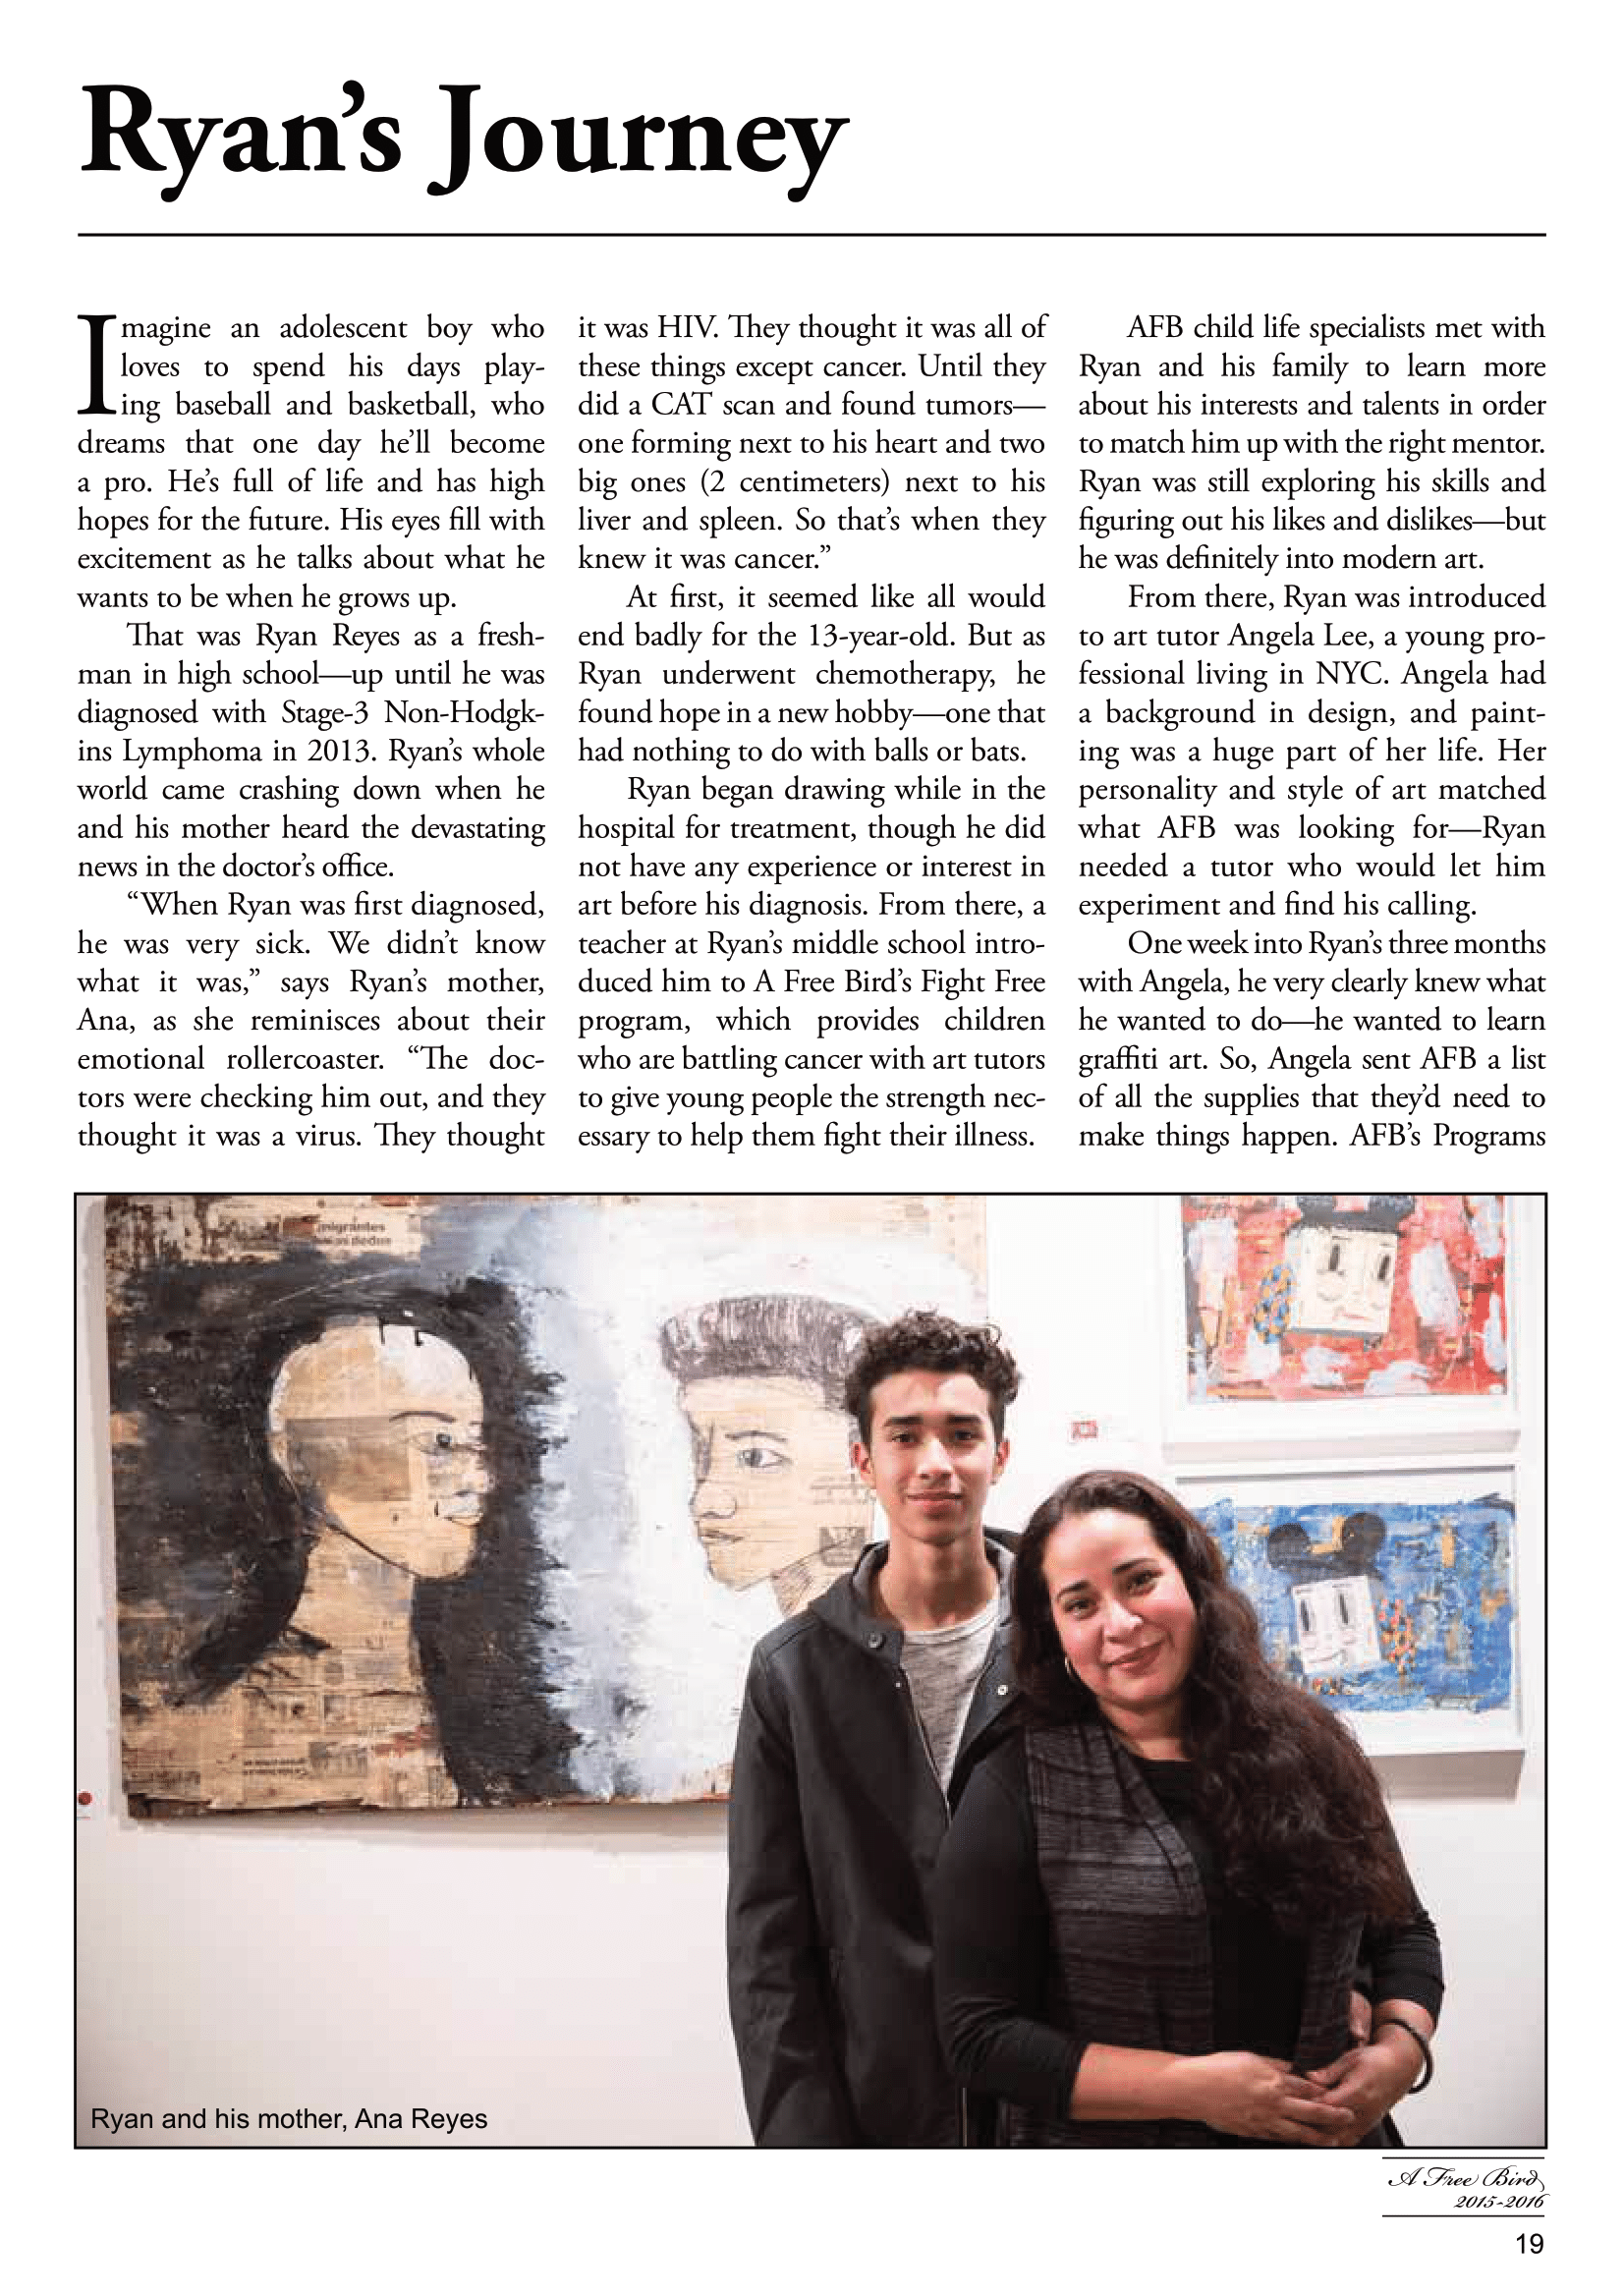 Ryan’s Journey
Imagine an adolescent boy who
loves to spend his days play-
ing baseball and basketball, who
dreams that one day he’ll become
a pro. He’s full of life and has high
hopes for the future. His eyes fill with
excitement as he talks about what he
wants to be when he grows up.
That was Ryan Reyes as a fresh-
man in high school—up until he was
diagnosed with Stage-3 Non-Hodgk-
ins Lymphoma in 2013. Ryan’s whole
world came crashing down when he
and his mother heard the devastating
news in the doctor’s office.
“When Ryan was first diagnosed,
he was very sick. We didn’t know
what it was,” says Ryan’s mother,
Ana, as she reminisces about their
emotional rollercoaster. “The doc-
tors were checking him out, and they
thought it was a virus. They thought
it was HIV. They thought it was all of
these things except cancer. Until they
did a CAT scan and found tumors—
one forming next to his heart and two
big ones (2 centimeters) next to his
liver and spleen. So that’s when they
knew it was cancer.”
At first, it seemed like all would
end badly for the 13-year-old. But as
Ryan underwent chemotherapy, he
found hope in a new hobby—one that
had nothing to do with balls or bats.
Ryan began drawing while in the
hospital for treatment, though he did
not have any experience or interest in
art before his diagnosis. From there, a
teacher at Ryan’s middle school intro-
duced him to A Free Bird’s Fight Free
program, which provides children
who are battling cancer with art tutors
to give young people the strength nec-
essary to help them fight their illness.
AFB child life specialists met with
Ryan and his family to learn more
about his interests and talents in order
to match him up with the right mentor.
Ryan was still exploring his skills and
figuring out his likes and dislikes—but
he was definitely into modern art.
From there, Ryan was introduced
to art tutor Angela Lee, a young pro-
fessional living in NYC. Angela had
a background in design, and paint-
ing was a huge part of her life. Her
personality and style of art matched
what AFB was looking for—Ryan
needed a tutor who would let him
experiment and find his calling.
One week into Ryan’s three months
with Angela, he very clearly knew what
he wanted to do—he wanted to learn
graffiti art. So, Angela sent AFB a list
of all the supplies that they’d need to
make things happen. AFB’s Programs
migrantes
Ryan and his mother, Ana Reyes
A Free Bird
2015-2016
19